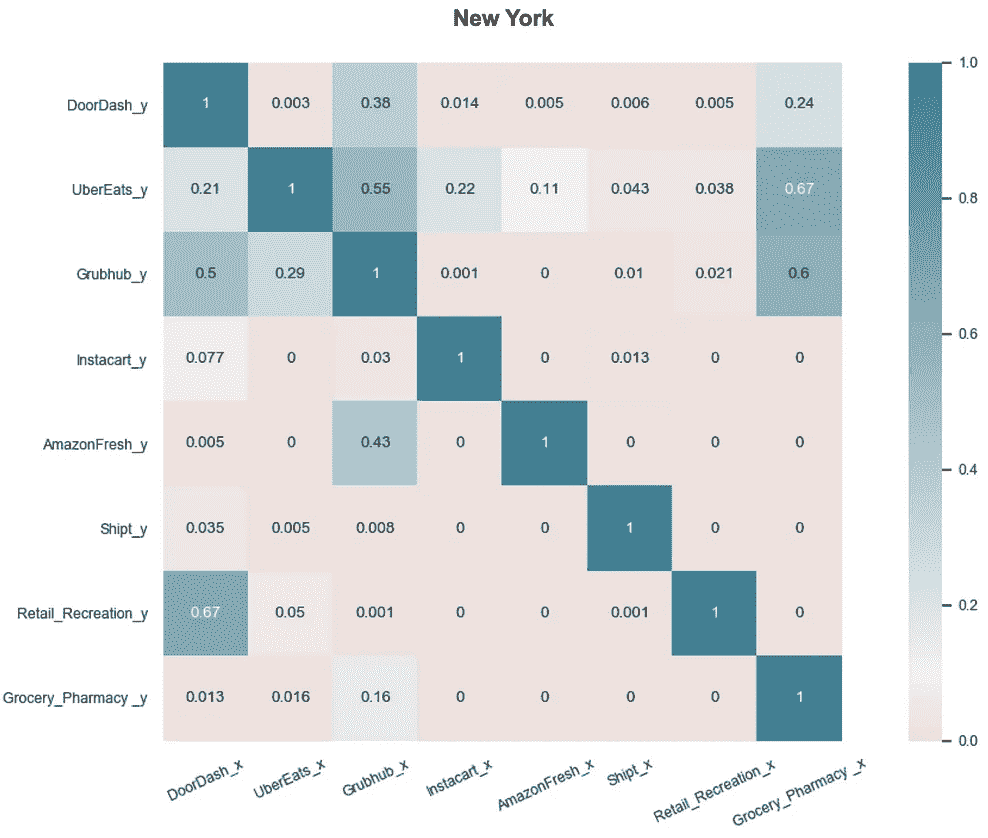 New York
DoorDash_y 1 0.003 0.38 0.014 0.005 0.006 0.005 0.24
UberEats_y 0.21 1 0.55 0.22 0.11 0.043 0.038 0.67
Grubhub_y 0.5 0.29 1 0.001 0 0.01 0.021 0.6
Instacart_y 0.077 0 0.03 1 0 0.013 0 0
AmazonFresh_y 0.005 0 0.43 0 1 0 0 0
Shipt_y 0.035 0.005 0.008 0 0 1 0 0
Retail_Recreation_y 0.67 0.05 0.001 0 0 0.001 1 0
Grocery_Pharmacy _y 0.013 0.016 0.16 0 0 0 0 1
DoorDash_x UberEats_x Grubhub_x Instacart_x AmazonFresh_x Shipt_x Retail_Recreation_x Grocery_Pharmacy _x
1.0
0.8
0.6
0.4
0.2
0.0